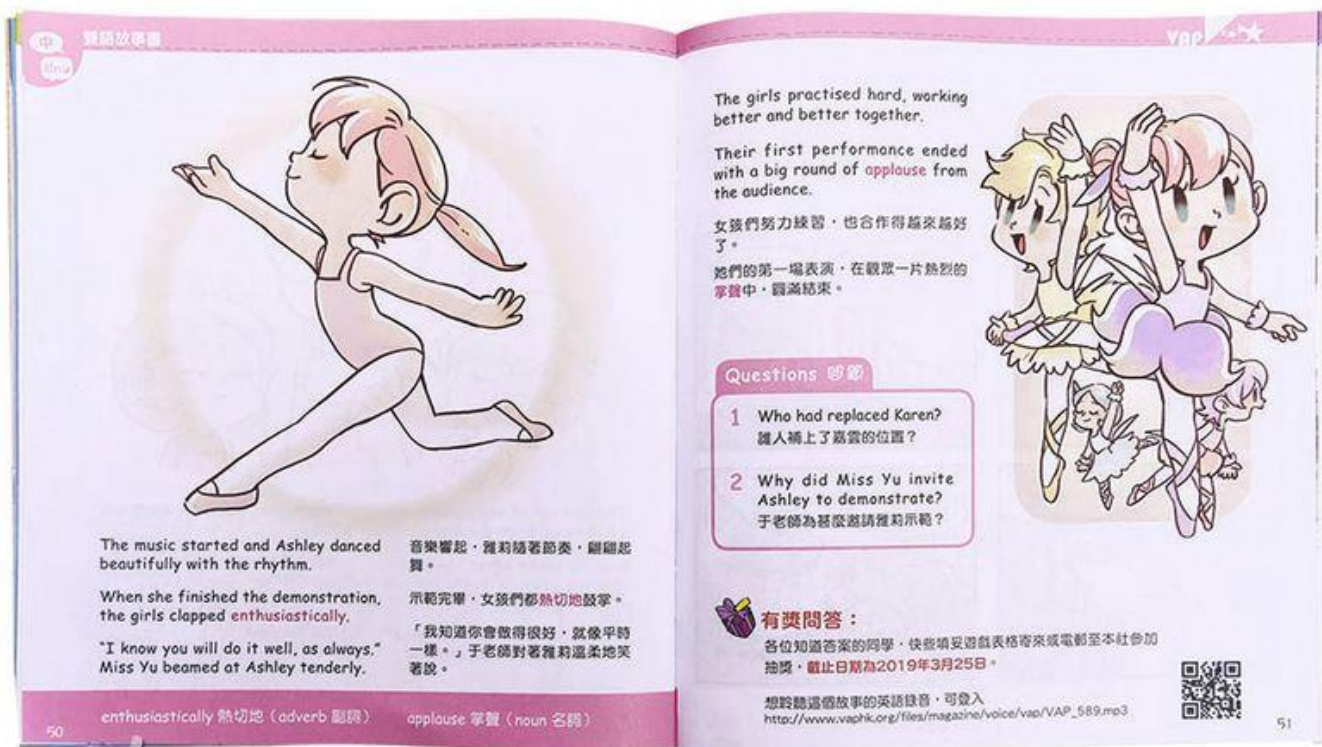 中
Eng
雙語故事書
The music started and Ashley danced
beautifully with the rhythm.
When she finished the demonstration,
the girls clapped enthusiastically.
"I know you will do it well, as always."
Miss Yu beamed at Ashley tenderly.
音樂響起，雅莉隨著節奏，翩翩起
舞。
示範完畢，女孩們都熱切地鼓掌。
「我知道你會做得很好，就像平時
一樣。」于老師對著雅莉溫柔地笑
著說。
enthusiastically 熱切地（adverb 副詞）
applause 掌聲（noun 名詞）
50
YAP
The girls practised hard, working
better and better together.
Their first performance ended
with a big round of applause from
the audience.
女孩們努力練習，也合作得越來越好
了。
她們的第一場表演，在觀眾一片熱烈的
掌聲中，圓滿結束。
Questions
1 Who had replaced Karen?
誰人補上了嘉雲的位置？
2 Why did Miss Yu invite
Ashley to demonstrate?
于老師為甚麼邀請雅莉示範？
有獎問答：
各位知道答案的同學，快些填妥遊戲表格寄來或電郵至本社參加
抽獎，截止日期為2019年3月25日。
想聆聽這個故事的英語錄音，可登入
http://www.vaphk.org/files/magazine/voice/vap/VAP_589.mp3
51